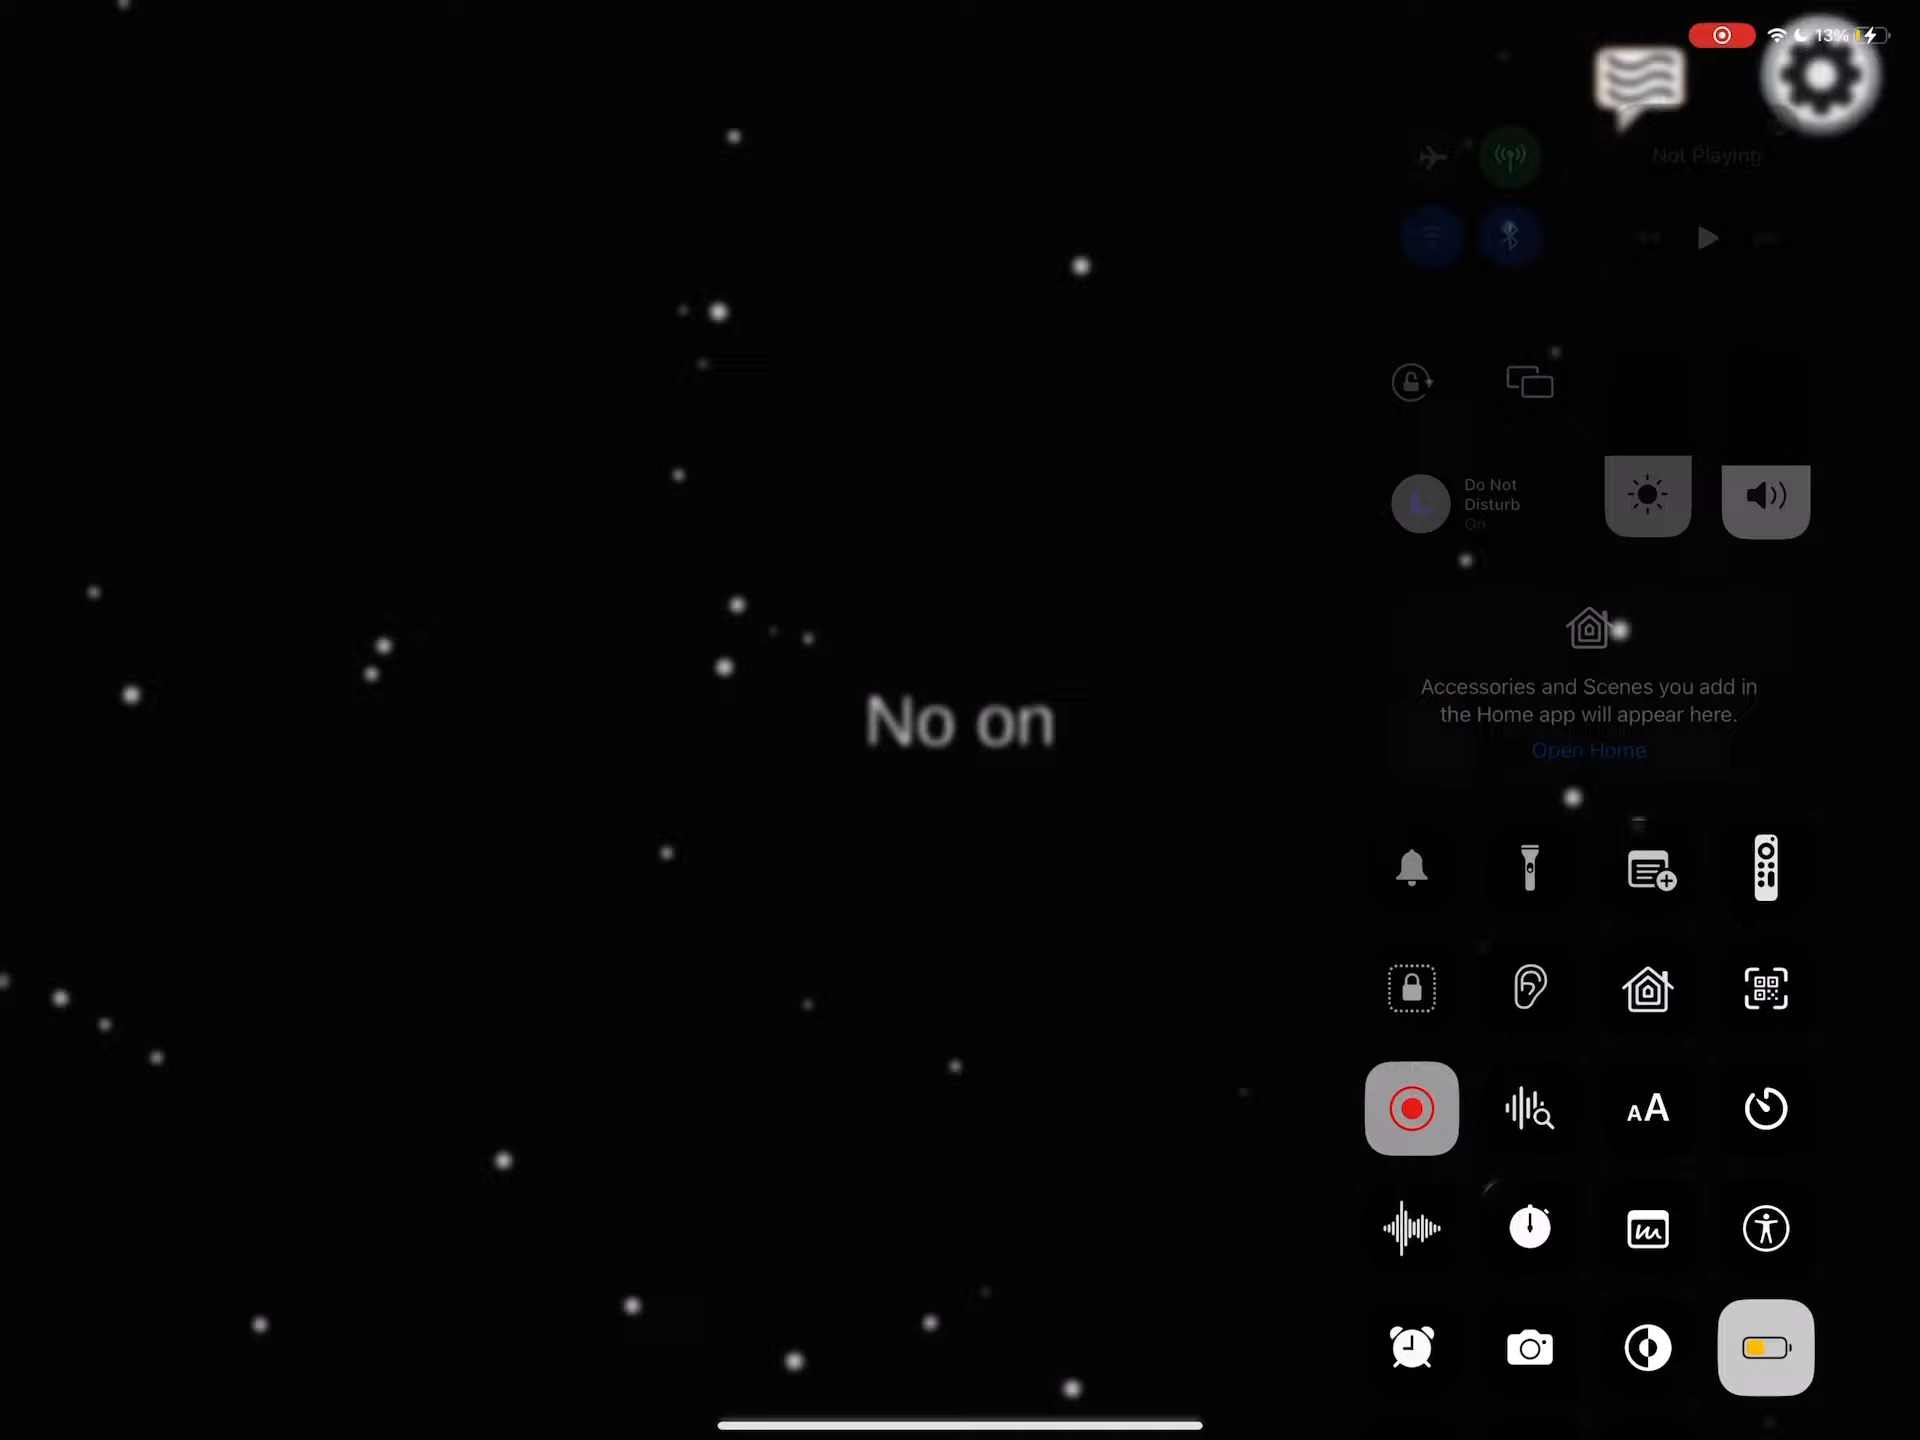 13%
Not Playing
Do Not
Disturb
On
Accessories and Scenes you add in
the Home app will appear here.
Open Home
No on
AA